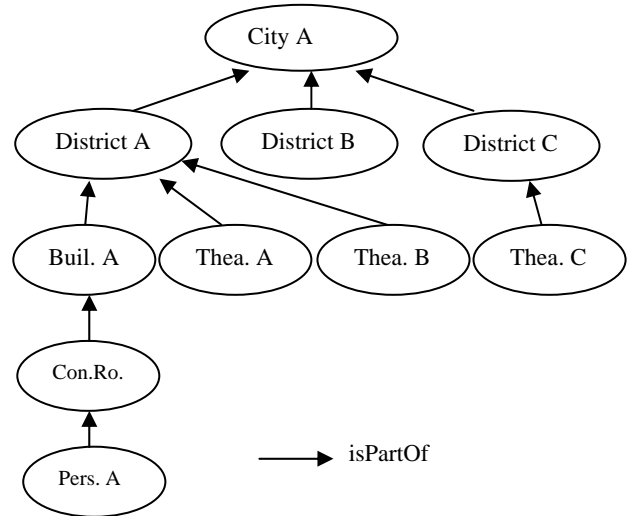 City A
District A
District B
District C
Buil. A
Thea. A
Thea. B
Thea. C
Con.Ro.
isPartOf
Pers. A